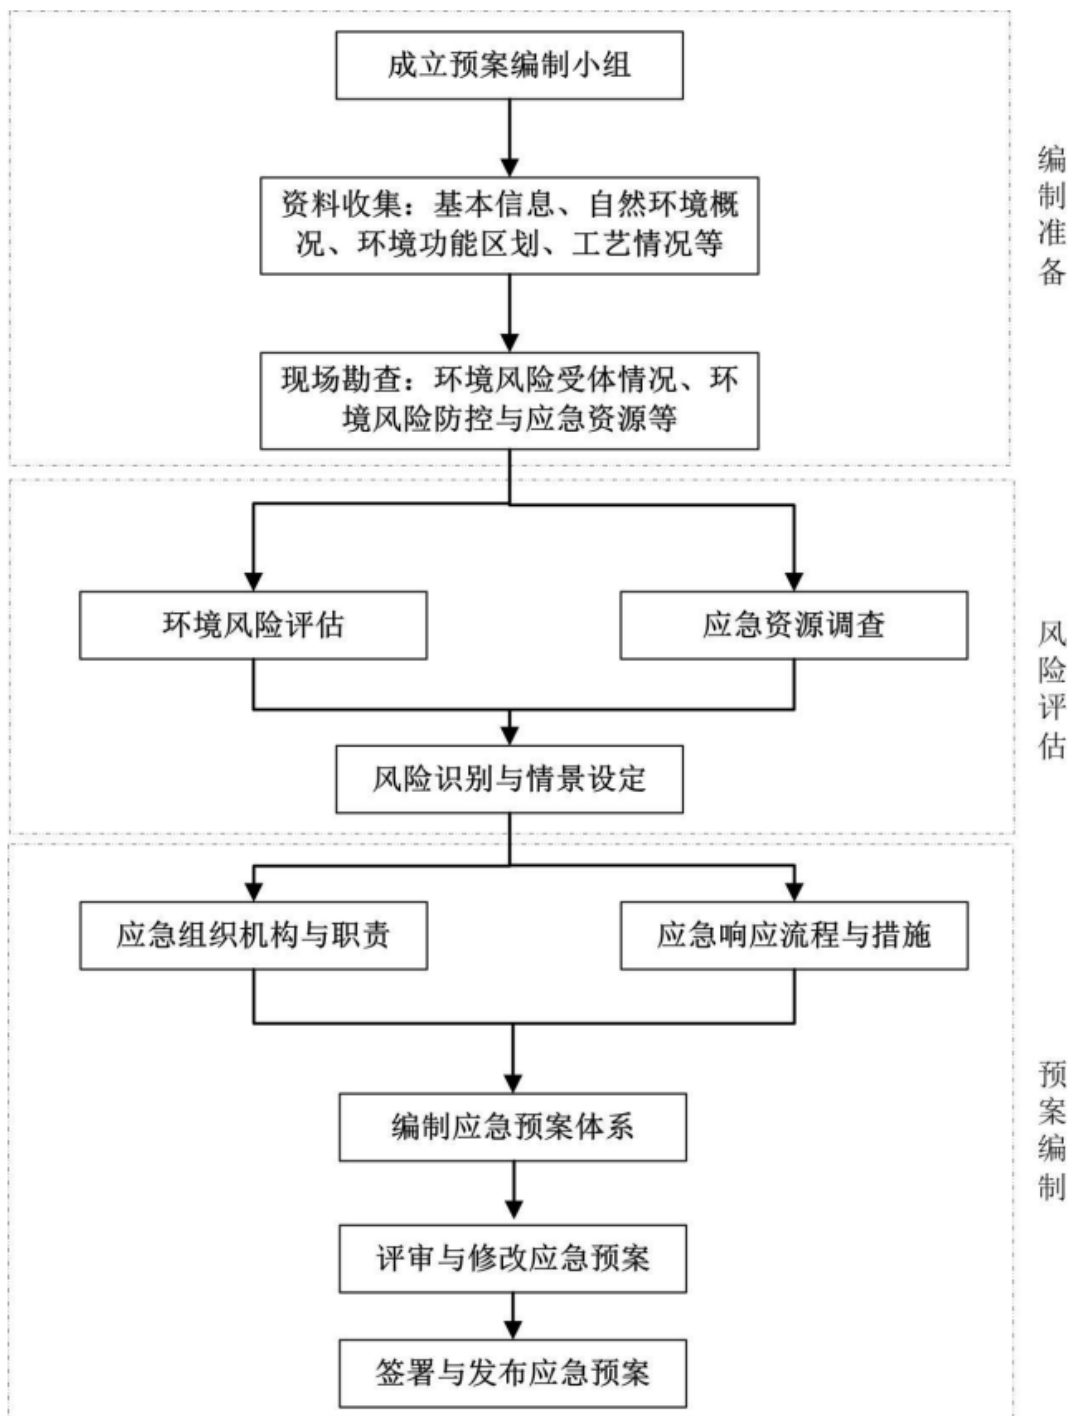 成立预案编制小组
资料收集：基本信息、自然环境概
况、环境功能区划、工艺情况等
现场勘查：环境风险受体情况、环
境风险防控与应急资源等
编制准备
环境风险评估
应急资源调查
风险识别与情景设定
风险评估
应急组织机构与职责
应急响应流程与措施
编制应急预案体系
评审与修改应急预案
签署与发布应急预案
预案编制